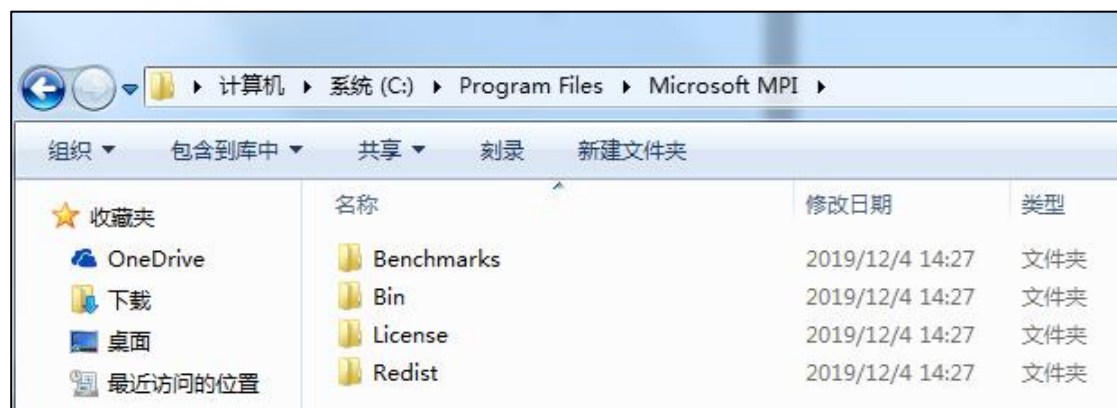 计算机 系统 (C:) Program Files Microsoft MPI
组织 包含到库中 共享 刻录 新建文件夹
收藏夹
OneDrive
下载
桌面
最近访问的位置
名称 修改日期 类型
Benchmarks 2019/12/4 14:27 文件夹
Bin 2019/12/4 14:27 文件夹
License 2019/12/4 14:27 文件夹
Redist 2019/12/4 14:27 文件夹